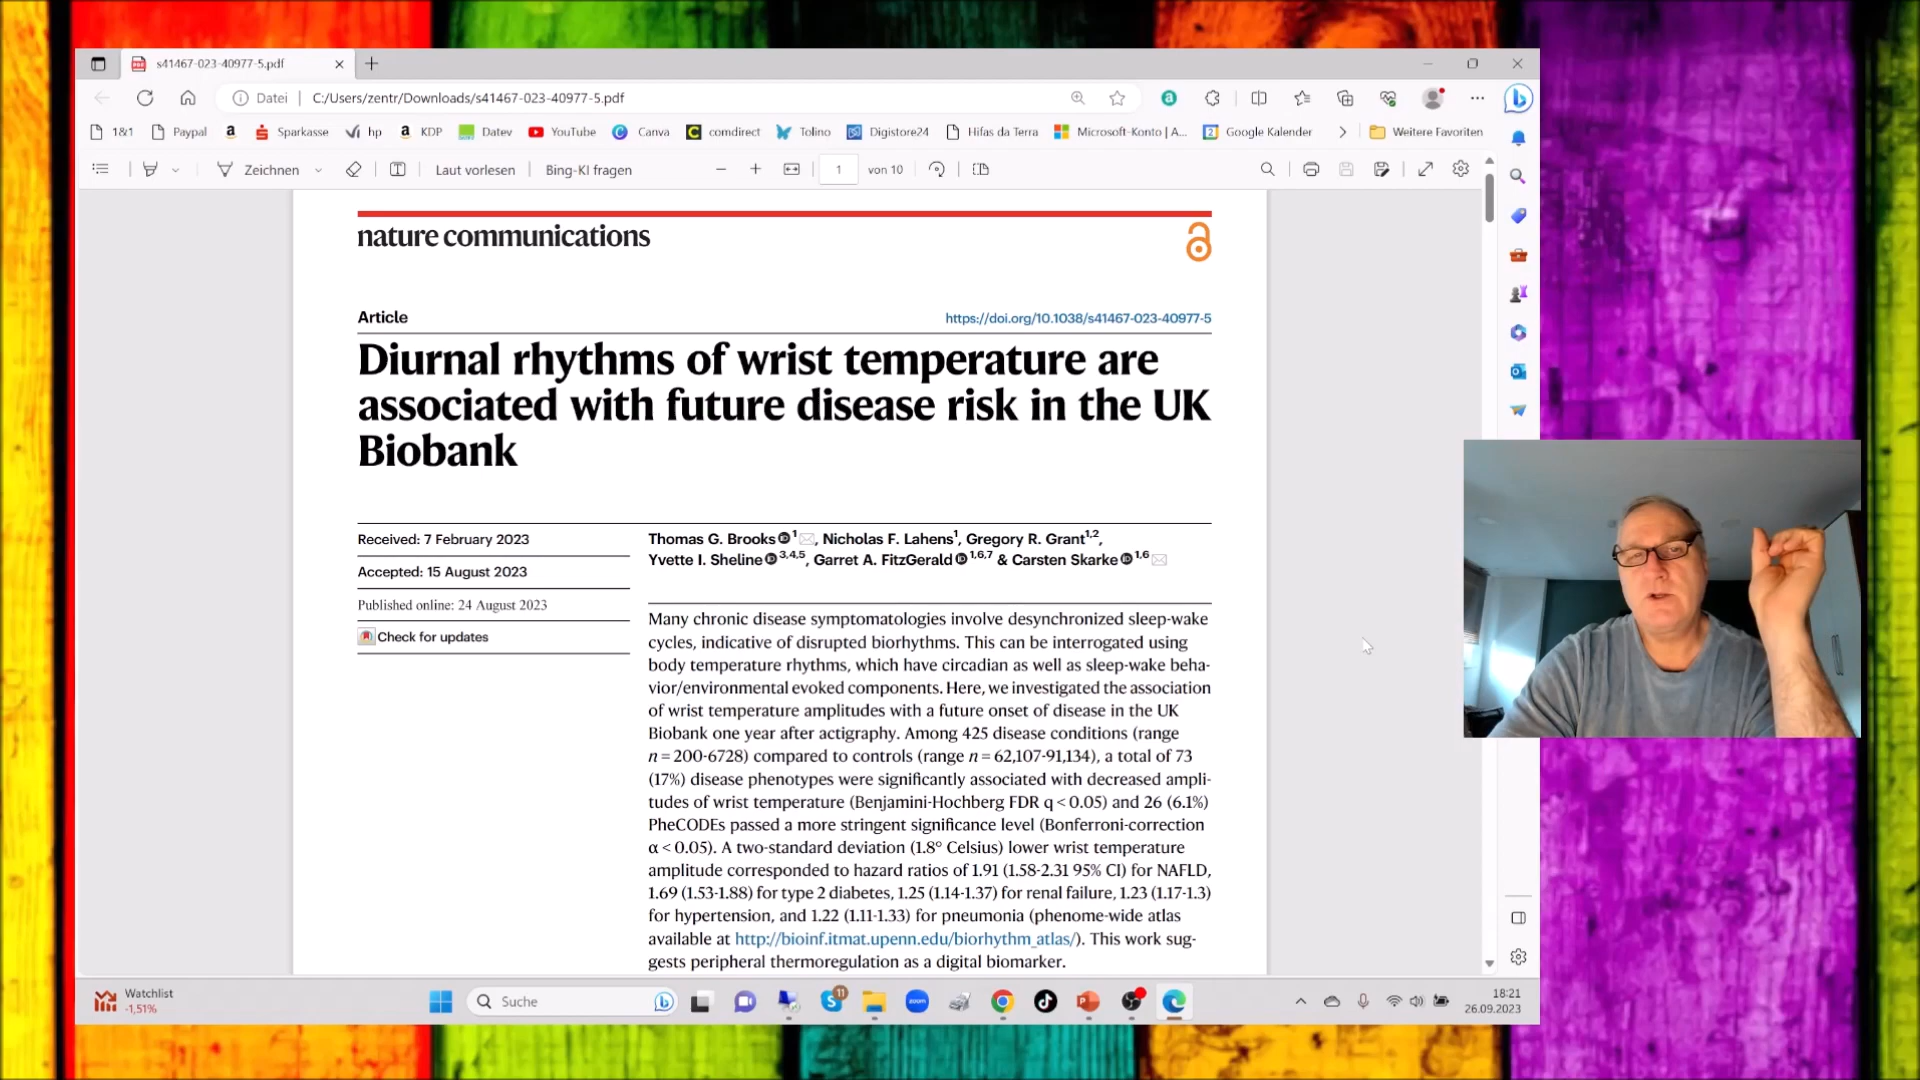 s41467-023-40977-5.pdf
Datei
C:/Users/zentr/Downloads/s41467-023-40977-5.pdf
1&1
Paypal
Sparkasse
hp
KDP
Datev
YouTube
Canva
comdirect
Tolino
Digistore24
Hifas da Terra
Microsoft-Konto | A...
Google Kalender
Weitere Favoriten
Zeichnen
Laut vorlesen
Bing-KI fragen
1
von 10
nature communications
Article
https://doi.org/10.1038/s41467-023-40977-5
Diurnal rhythms of wrist temperature are
associated with future disease risk in the UK
Biobank
Received: 7 February 2023
Accepted: 15 August 2023
Published online: 24 August 2023
Check for updates
Thomas G. Brooks 1, Nicholas F. Lahens1, Gregory R. Grant1,2,
Yvette I. Sheline 3,4,5, Garret A. FitzGerald 1,6,7 & Carsten Skarke 1,6
Many chronic disease symptomatologies involve desynchronized sleep-wake
cycles, indicative of disrupted biorhythms. This can be interrogated using
body temperature rhythms, which have circadian as well as sleep-wake beha-
vior/environmental evoked components. Here, we investigated the association
of wrist temperature amplitudes with a future onset of disease in the UK
Biobank one year after actigraphy. Among 425 disease conditions (range
n = 200-6728) compared to controls (range n = 62,107-91,134), a total of 73
(17%) disease phenotypes were significantly associated with decreased ampli-
tudes of wrist temperature (Benjamini-Hochberg FDR q < 0.05) and 26 (6.1%)
PheCODEs passed a more stringent significance level (Bonferroni-correction
α < 0.05). A two-standard deviation (1.8° Celsius) lower wrist temperature
amplitude corresponded to hazard ratios of 1.91 (1.58-2.31 95% CI) for NAFLD,
1.69 (1.53-1.88) for type 2 diabetes, 1.25 (1.14-1.37) for renal failure, 1.23 (1.17-1.3)
for hypertension, and 1.22 (1.11-1.33) for pneumonia (phenome-wide atlas
available at http://bioinf.itmat.upenn.edu/biorhythm_atlas/). This work sug-
gests peripheral thermoregulation as a digital biomarker.
Watchlist
-1,51%
Suche
11
zoom
18:21
26.09.2023